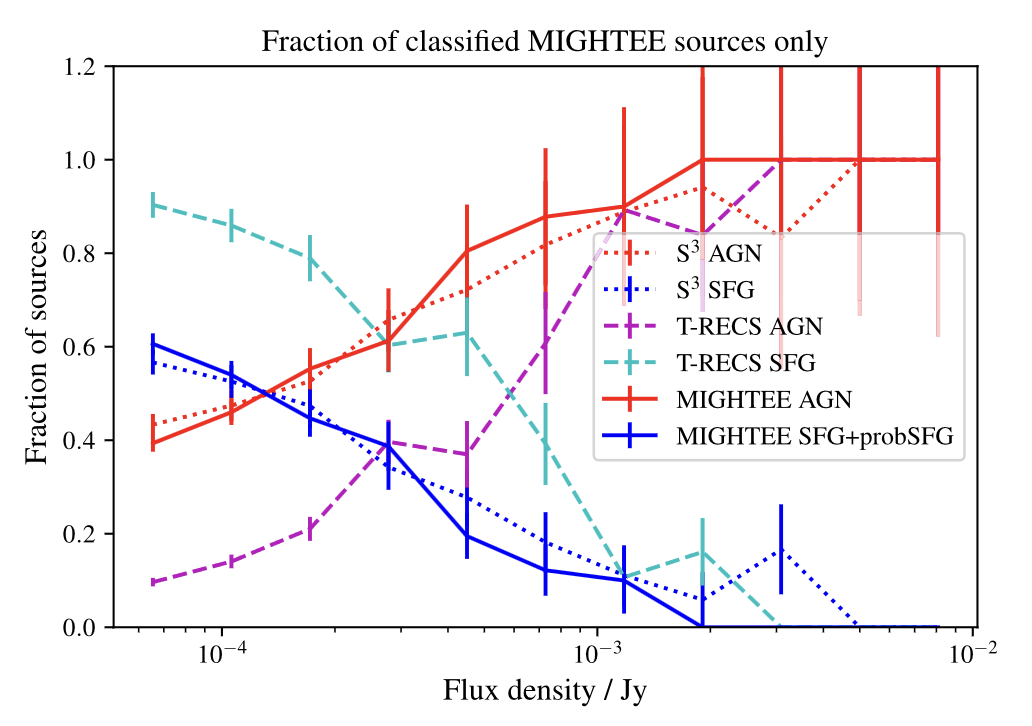 Fraction of classified MIGHTEE sources only
Fraction of sources
1.2
1.0
0.8
0.6
0.4
0.2
0.0
S³ AGN
S³ SFG
T-RECS AGN
T-RECS SFG
MIGHTEE AGN
MIGHTEE SFG+probSFG
10⁻⁴
10⁻³
10⁻²
Flux density / Jy